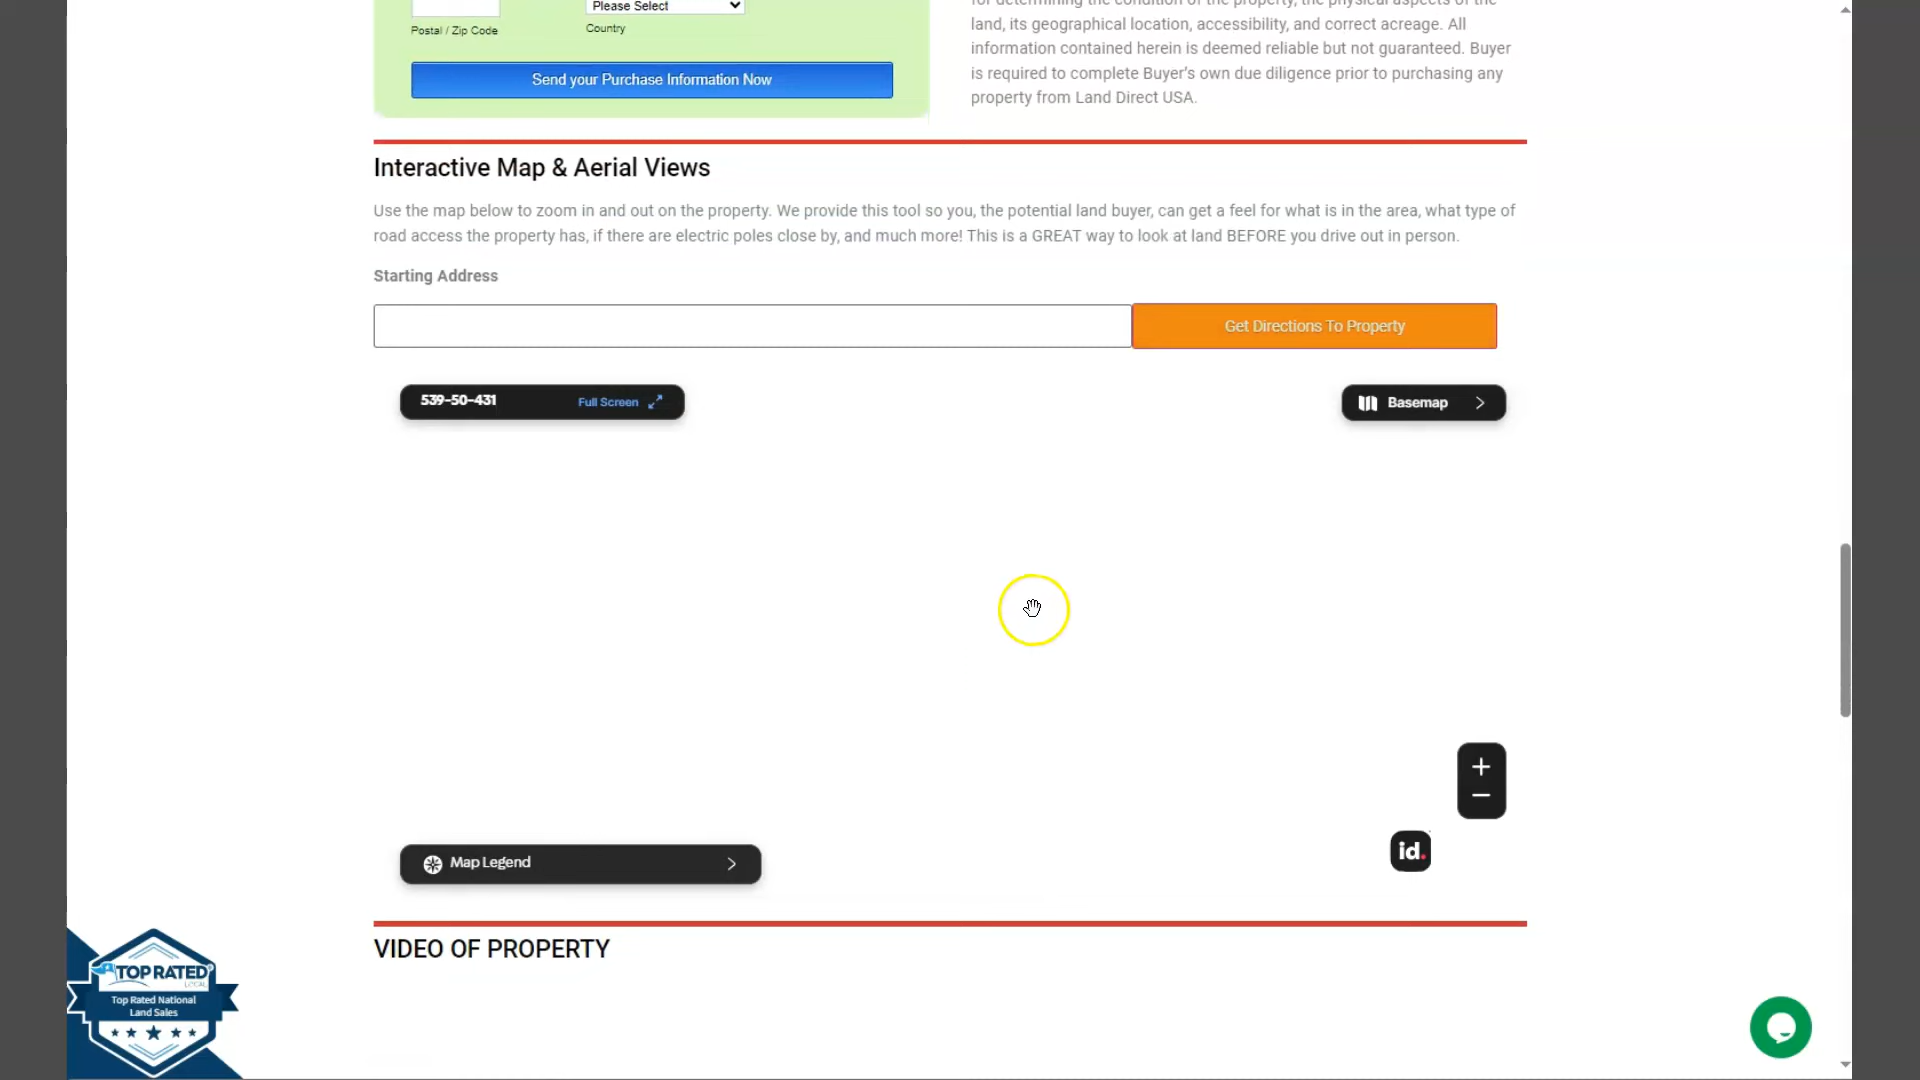 for determining the condition of the property, the physical aspects of the
Please Select
Postal / Zip Code
Country
land, its geographical location, accessibility, and correct acreage. All
information contained herein is deemed reliable but not guaranteed. Buyer
is required to complete Buyer's own due diligence prior to purchasing any
property from Land Direct USA.
Send your Purchase Information Now
Interactive Map & Aerial Views
Use the map below to zoom in and out on the property. We provide this tool so you, the potential land buyer, can get a feel for what is in the area, what type of
road access the property has, if there are electric poles close by, and much more! This is a GREAT way to look at land BEFORE you drive out in person.
Starting Address
Get Directions To Property
539-50-431
Full Screen
Basemap
+
−
id.
Map Legend
VIDEO OF PROPERTY
TOP RATED
LOCAL
Top Rated National
Land Sales